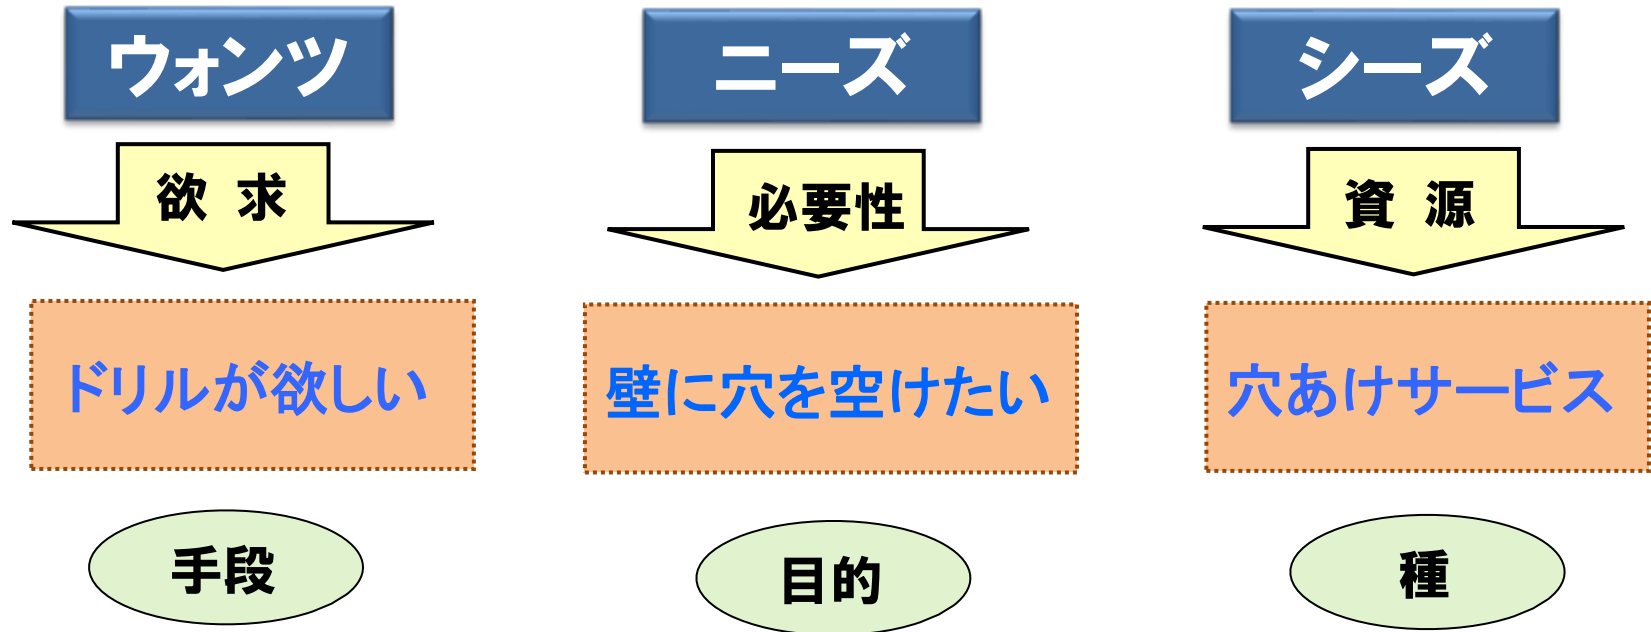 ウォンツ
ニーズ
シーズ
欲 求
必要性
資 源
ドリルが欲しい
壁に穴を空けたい
穴あけサービス
手段
目的
種